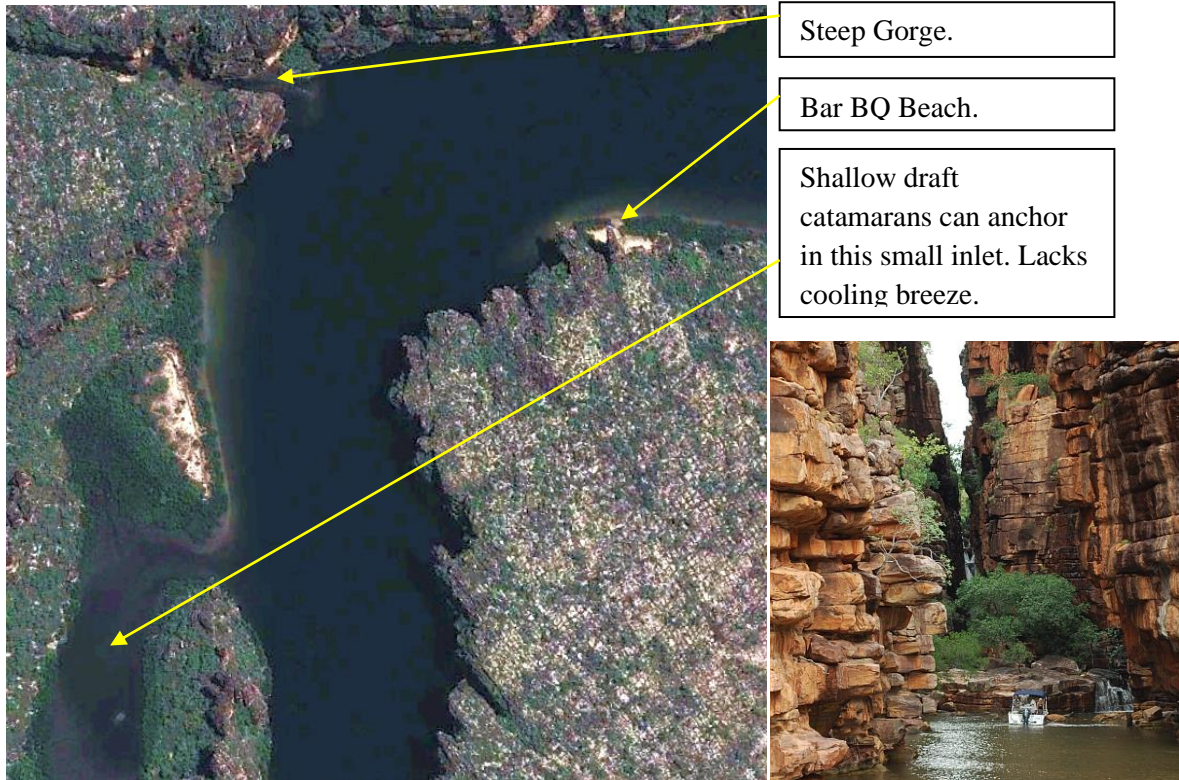 Steep Gorge.
Bar BQ Beach.
Shallow draft
catamarans can anchor
in this small inlet. Lacks
cooling breeze.